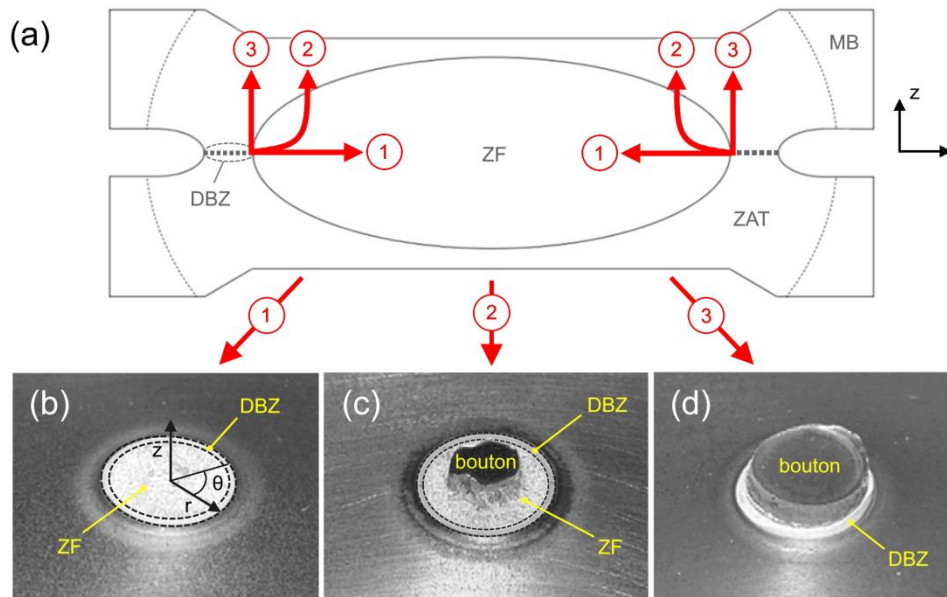 (a)
3 2 2 3 MB
z
1 ZF 1
DBZ
ZAT
1 2 3
(b) (c) (d)
DBZ DBZ
z bouton bouton
θ
r
ZF ZF DBZ